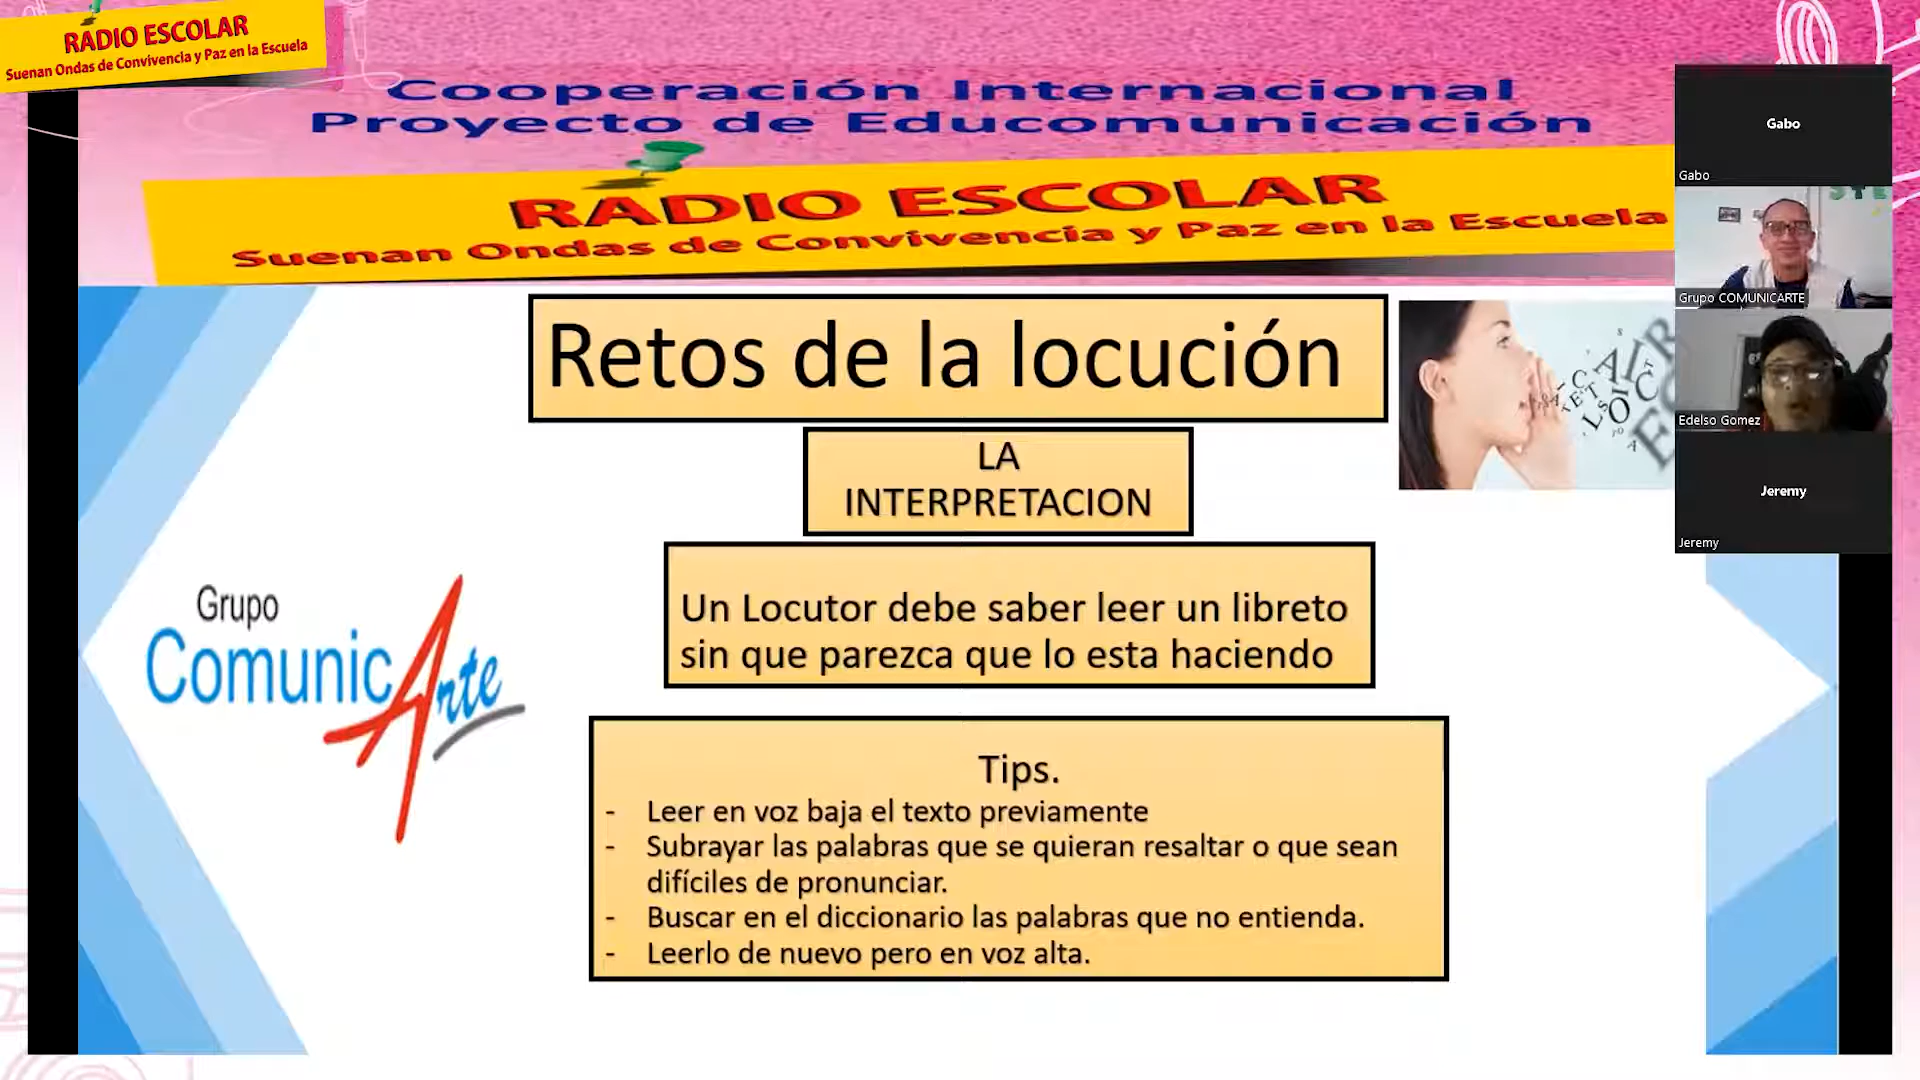 RADIO ESCOLAR
Suenan Ondas de Convivencia y Paz en la Escuela
Cooperación Internacional
Proyecto de Educomunicación
RADIO ESCOLAR
Suenan Ondas de Convivencia y Paz en la Escuela
Retos de la locución
LA
INTERPRETACION
Un Locutor debe saber leer un libreto
sin que parezca que lo esta haciendo
Grupo
ComunicArte
Tips.
- Leer en voz baja el texto previamente
- Subrayar las palabras que se quieran resaltar o que sean
difíciles de pronunciar.
- Buscar en el diccionario las palabras que no entienda.
- Leerlo de nuevo pero en voz alta.
Gabo
Gabo
Grupo COMUNICARTE
Edelso Gomez
Jeremy
Jeremy